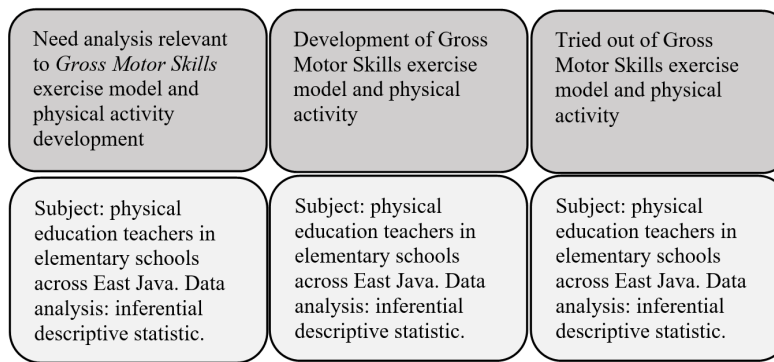 Need analysis relevant
to Gross Motor Skills
exercise model and
physical activity
development
Development of Gross
Motor Skills exercise
model and physical
activity
Tried out of Gross
Motor Skills exercise
model and physical
activity
Subject: physical
education teachers in
elementary schools
across East Java. Data
analysis: inferential
descriptive statistic.
Subject: physical
education teachers in
elementary schools
across East Java. Data
analysis: inferential
descriptive statistic.
Subject: physical
education teachers in
elementary schools
across East Java. Data
analysis: inferential
descriptive statistic.